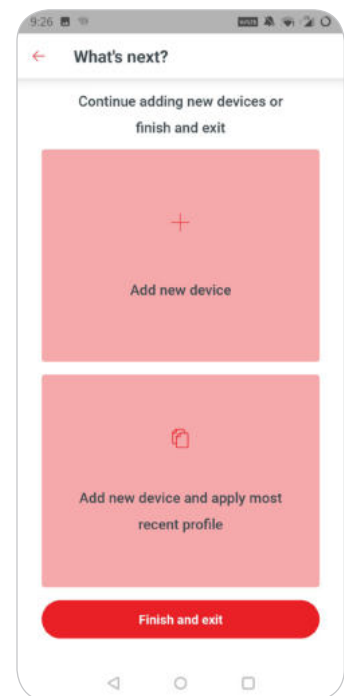 9:26
What's next?
Continue adding new devices or
finish and exit
Add new device
Add new device and apply most
recent profile
Finish and exit